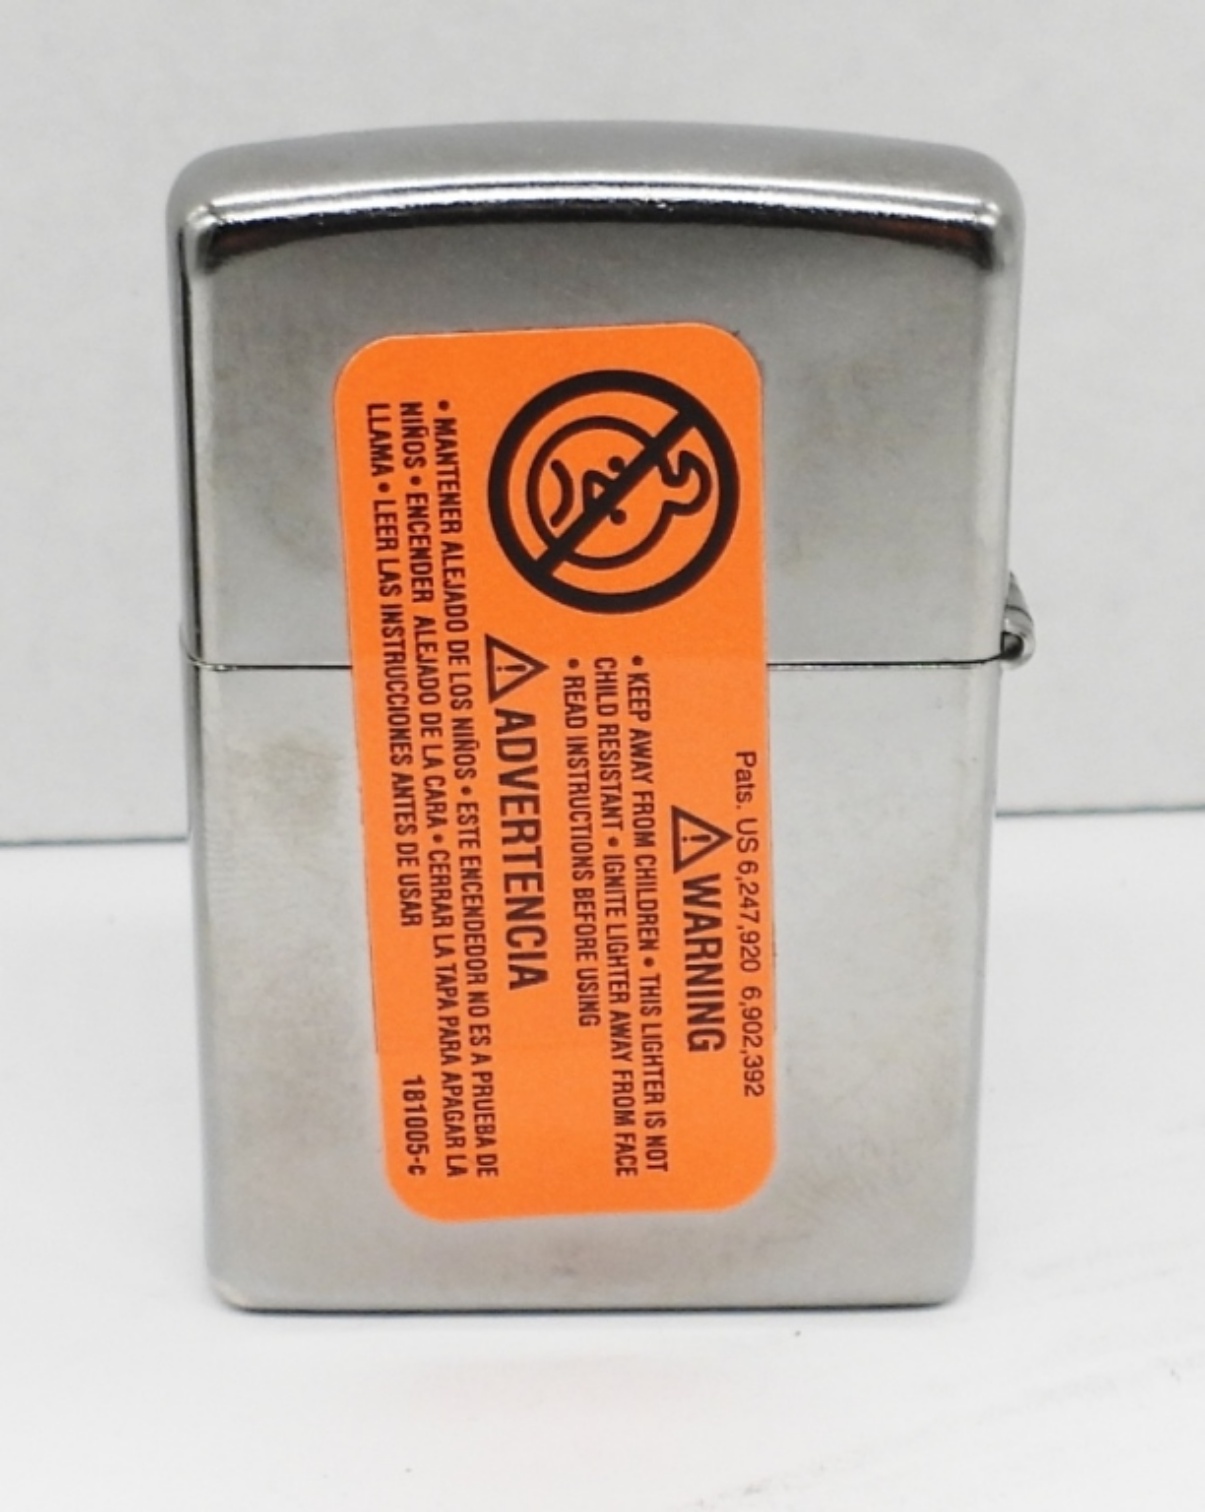 Pats. US 6,247,920 6,902,392
WARNING
• KEEP AWAY FROM CHILDREN • THIS LIGHTER IS NOT
CHILD RESISTANT • IGNITE LIGHTER AWAY FROM FACE
• READ INSTRUCTIONS BEFORE USING
ADVERTENCIA
• MANTENER ALEJADO DE LOS NIÑOS • ESTE ENCENDEDOR NO ES A PRUEBA DE
NIÑOS • ENCENDER ALEJADO DE LA CARA • CERRAR LA TAPA PARA APAGAR LA
LLAMA • LEER LAS INSTRUCCIONES ANTES DE USAR
181005-c